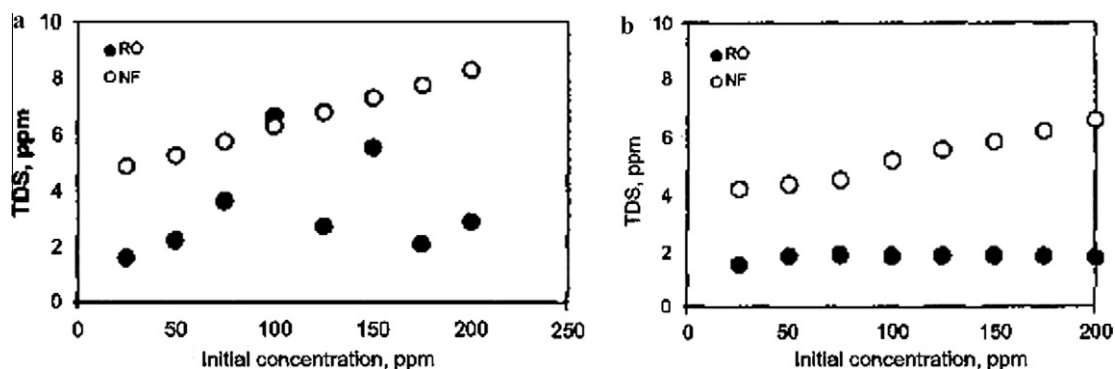 a
10
8
6
4
2
0
TDS, ppm
RO
NF
0 50 100 150 200 250
Initial concentration, ppm
b
10
8
6
4
2
0
TDS, ppm
RO
NF
0 50 100 150 200
Initial concentration, ppm